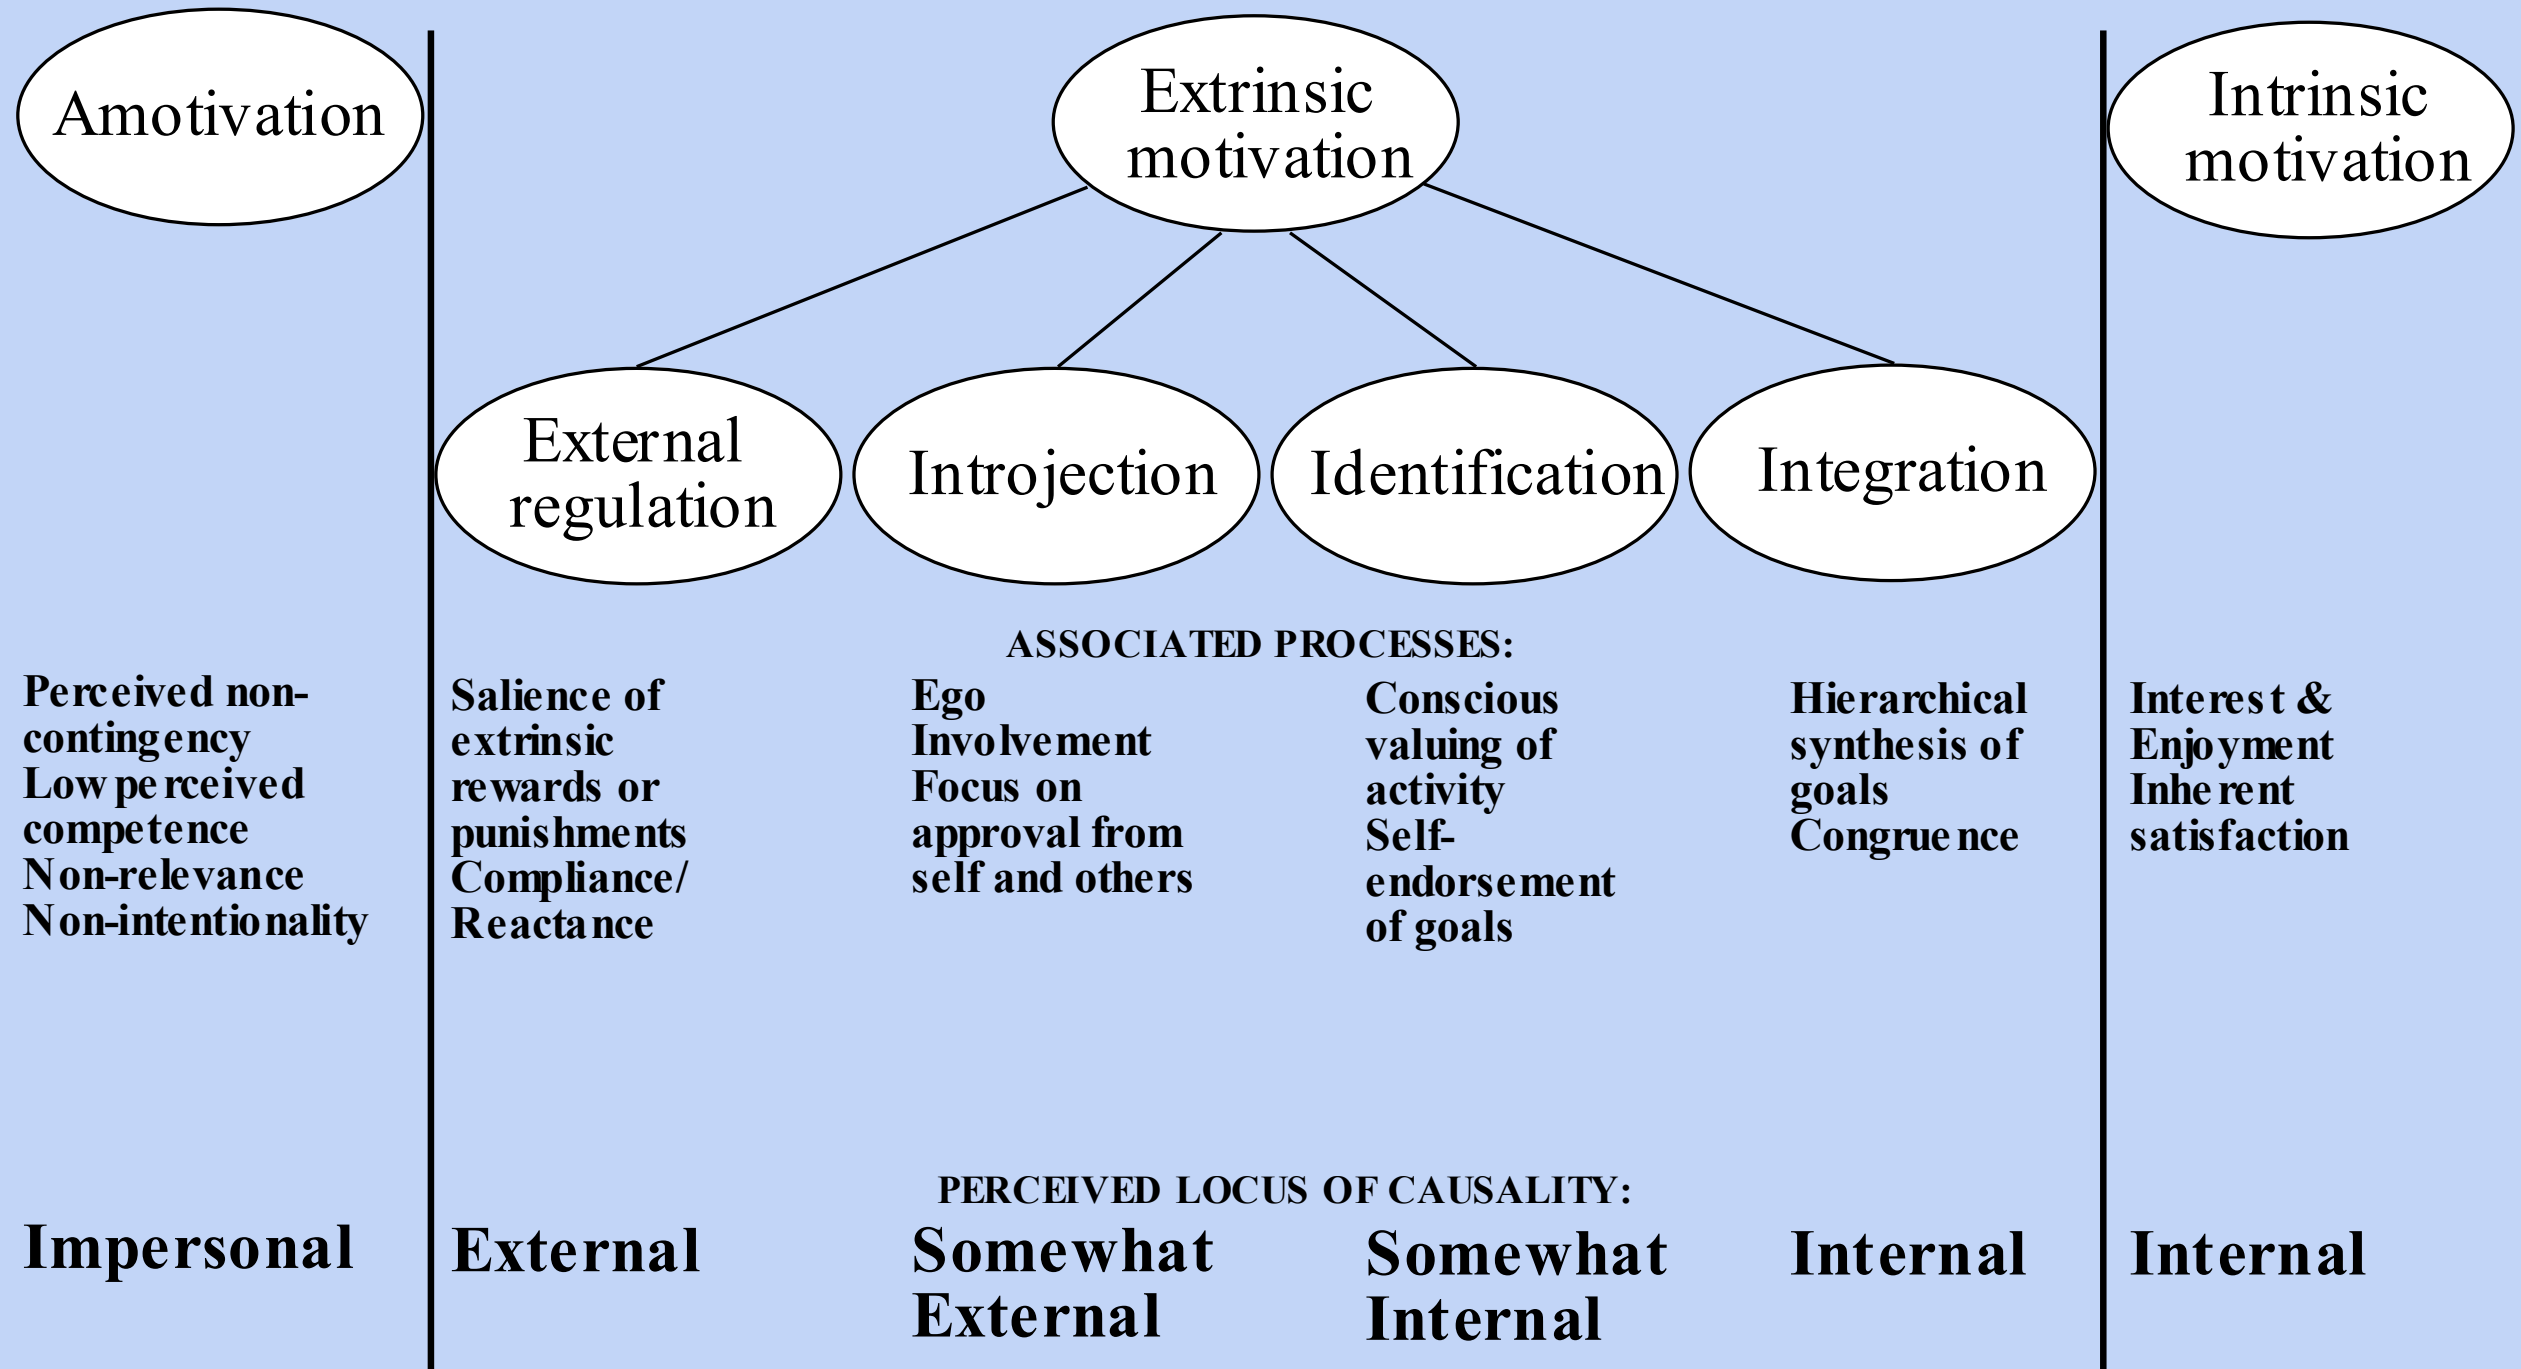 Amotivation
Extrinsic
motivation
Intrinsic
motivation
External
regulation
Introjection
Identification
Integration
ASSOCIATED PROCESSES:
Perceived non-
contingency
Low perceived
competence
Non-relevance
Non-intentionality
Salience of
extrinsic
rewards or
punishments
Compliance/
Reactance
Ego
Involvement
Focus on
approval from
self and others
Conscious
valuing of
activity
Self-
endorsement
of goals
Hierarchical
synthesis of
goals
Congruence
Interest &
Enjoyment
Inherent
satisfaction
PERCEIVED LOCUS OF CAUSALITY:
Impersonal
External
Somewhat
External
Somewhat
Internal
Internal
Internal